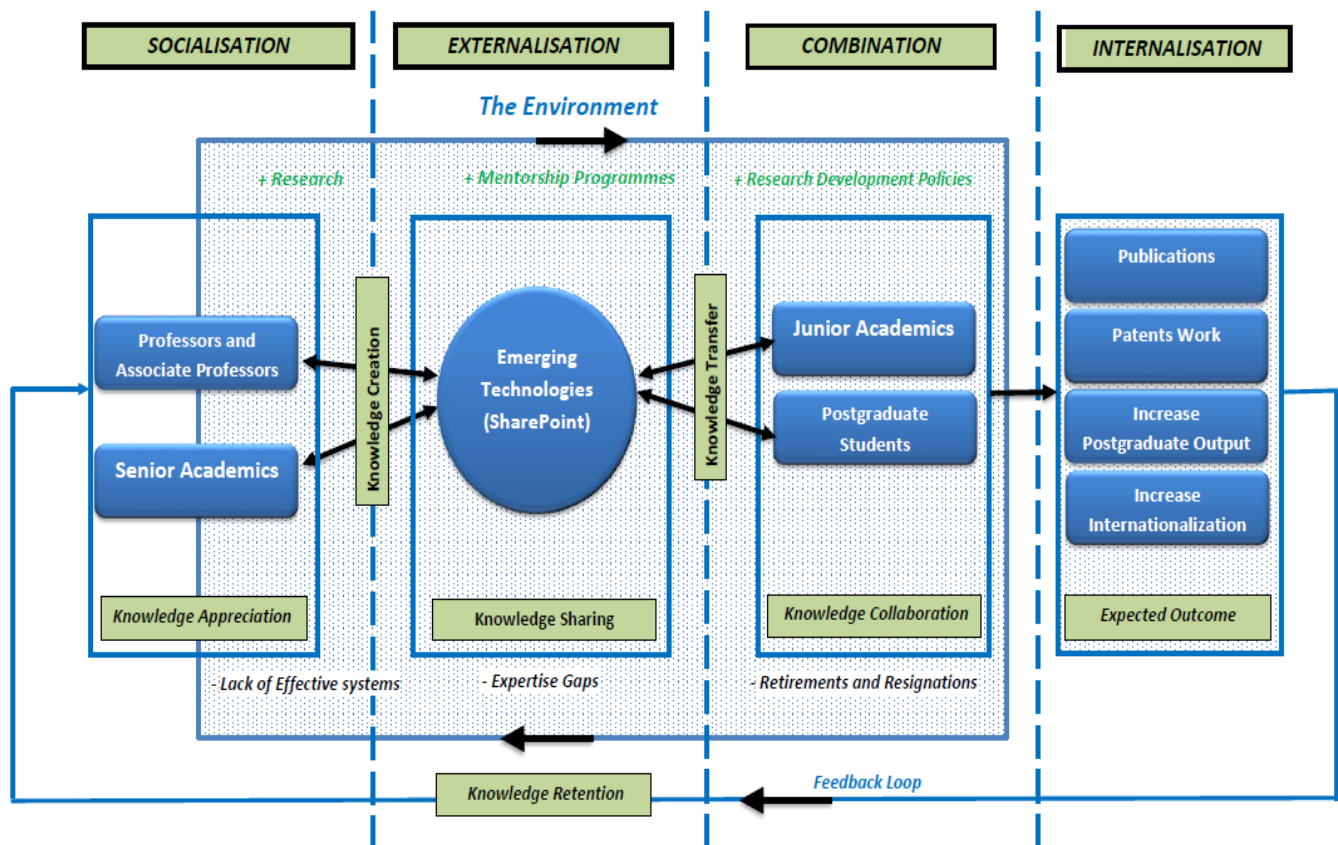 SOCIALISATION
EXTERNALISATION
COMBINATION
INTERNALISATION
The Environment
+ Research
+ Mentorship Programmes
+ Research Development Policies
Professors and
Associate Professors
Senior Academics
Knowledge Appreciation
Knowledge Creation
Emerging
Technologies
(SharePoint)
Knowledge Sharing
Knowledge Transfer
Junior Academics
Postgraduate
Students
Knowledge Collaboration
Publications
Patents Work
Increase
Postgraduate Output
Increase
Internationalization
Expected Outcome
- Lack of Effective systems
- Expertise Gaps
- Retirements and Resignations
Knowledge Retention
Feedback Loop